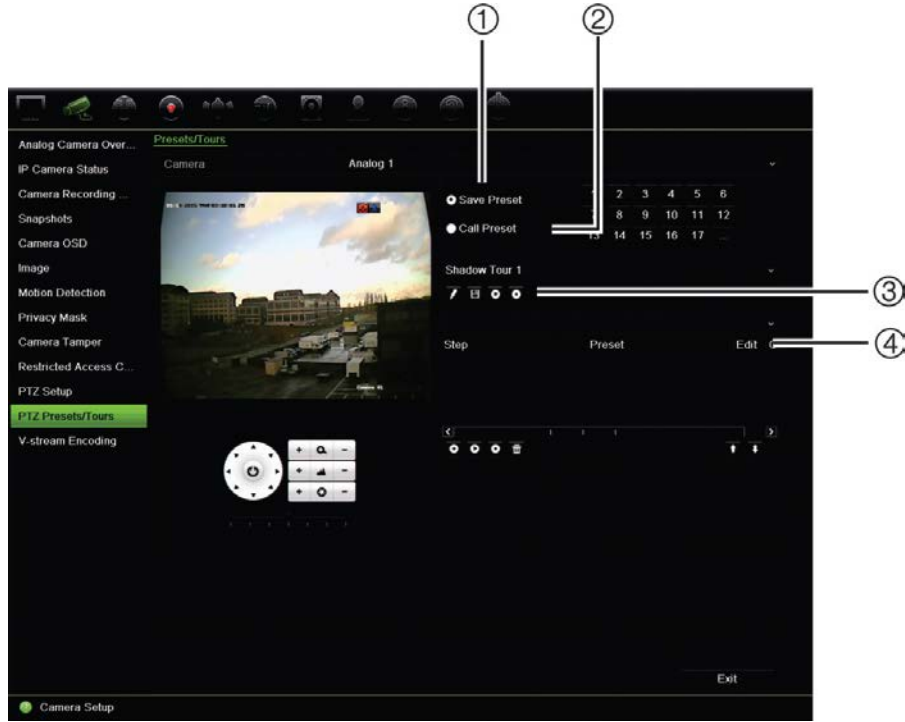 ① ②
Analog Camera Over...
Presets/Tours
IP Camera Status
Camera Analog 1
Camera Recording ...
Snapshots
Camera OSD
Image
Motion Detection
Privacy Mask
Camera Tamper
Restricted Access C...
PTZ Setup
PTZ Presets/Tours
V-stream Encoding
Save Preset
Call Preset
1 2 3 4 5 6
8 9 10 11 12
13 14 15 16 17 ...
Shadow Tour 1
③
Step Preset Edit
④
Exit
Camera Setup